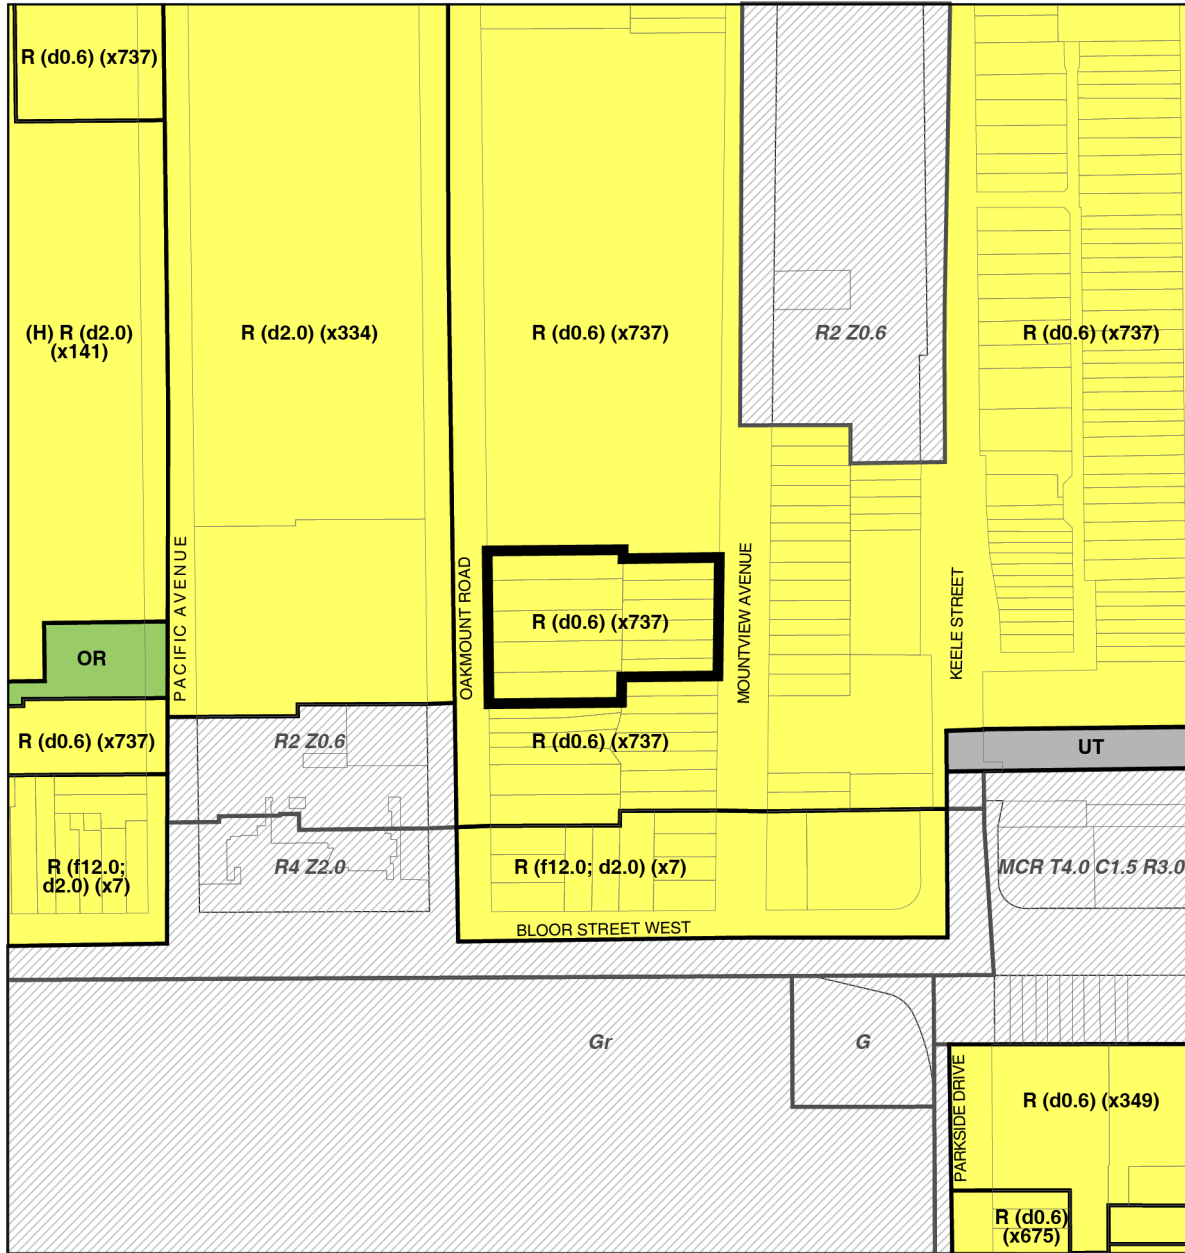 R (d0.6) (x737)
(H) R (d2.0)
(x141)
R (d2.0) (x334)
R (d0.6) (x737)
R2 Z0.6
R (d0.6) (x737)
PACIFIC AVENUE
OAKMOUNT ROAD
MOUNTVIEW AVENUE
KEELE STREET
R (d0.6) (x737)
OR
R (d0.6) (x737)
R2 Z0.6
R (d0.6) (x737)
UT
R (f12.0;
d2.0) (x7)
R4 Z2.0
R (f12.0; d2.0) (x7)
MCR T4.0 C1.5 R3.0
BLOOR STREET WEST
Gr
G
PARKSIDE DRIVE
R (d0.6) (x349)
R (d0.6)
(x675)